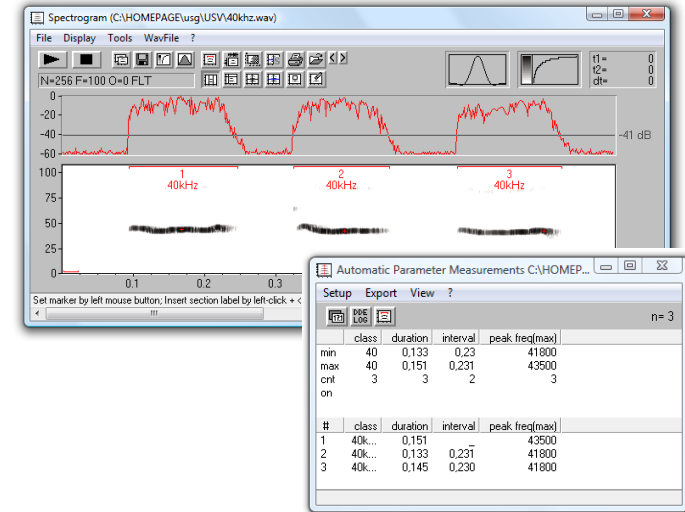 Spectrogram (C:\HOMEPAGE\usg\USV\40khz.wav)
File Display Tools WavFile ?
t1= 0
t2= 0
dt= 0
N=256 F=100 O=0 FLT
0
-20
-40
-60
-41 dB
100
75
50
25
0
1 2 3
40kHz 40kHz 40kHz
0.1 0.2 0.3
Set marker by left mouse button; Insert section label by left-click + <
Automatic Parameter Measurements C:\HOMEP...
Setup Export View ?
DDE LOG
n= 3
class duration interval peak freq(max)
min 40 0,133 0,23 41800
max 40 0,151 0,231 43500
cnt 3 3 2 3
on
# class duration interval peak freq(max)
1 40k... 0,151 _ 43500
2 40k... 0,133 0,231 41800
3 40k... 0,145 0,230 41800